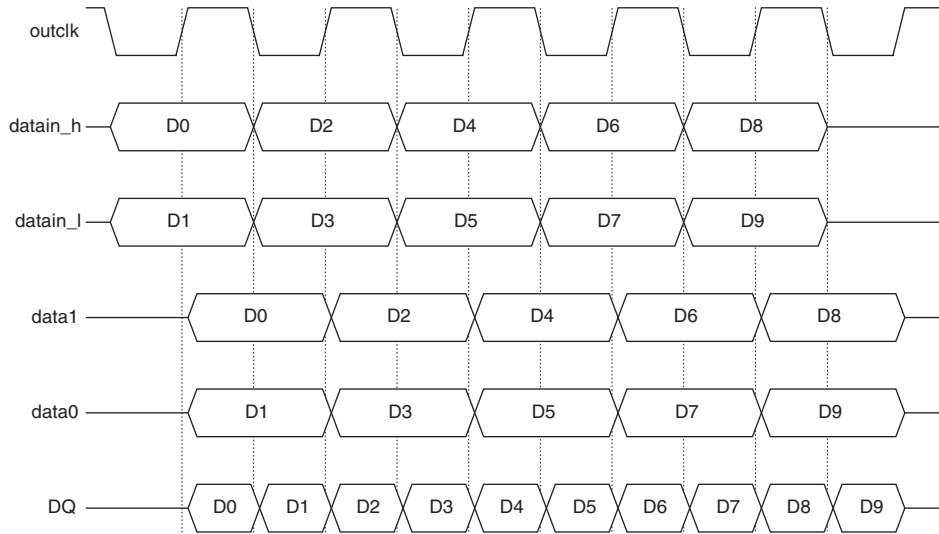 outclk
datain_h D0 D2 D4 D6 D8
datain_l D1 D3 D5 D7 D9
data1 D0 D2 D4 D6 D8
data0 D1 D3 D5 D7 D9
DQ D0 D1 D2 D3 D4 D5 D6 D7 D8 D9